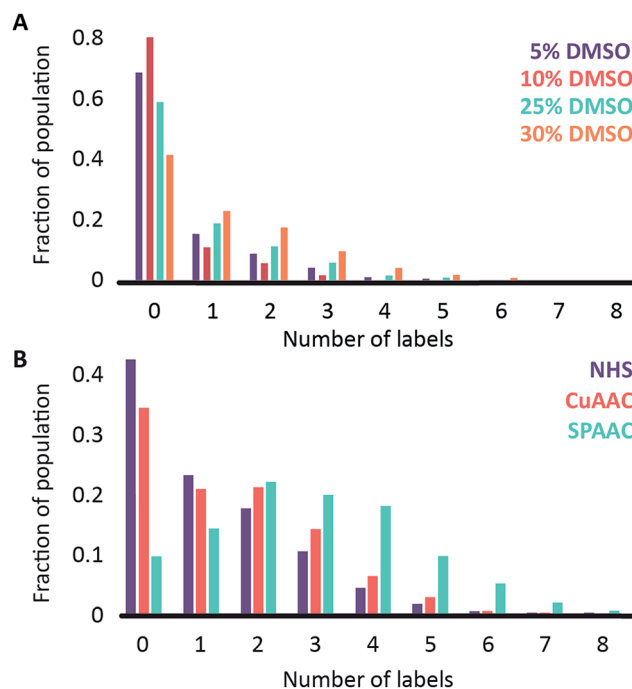 A
Fraction of population
0.8
0.6
0.4
0.2
0
5% DMSO
10% DMSO
25% DMSO
30% DMSO
0 1 2 3 4 5 6 7 8
Number of labels
B
Fraction of population
0.4
0.3
0.2
0.1
0
NHS
CuAAC
SPAAC
0 1 2 3 4 5 6 7 8
Number of labels